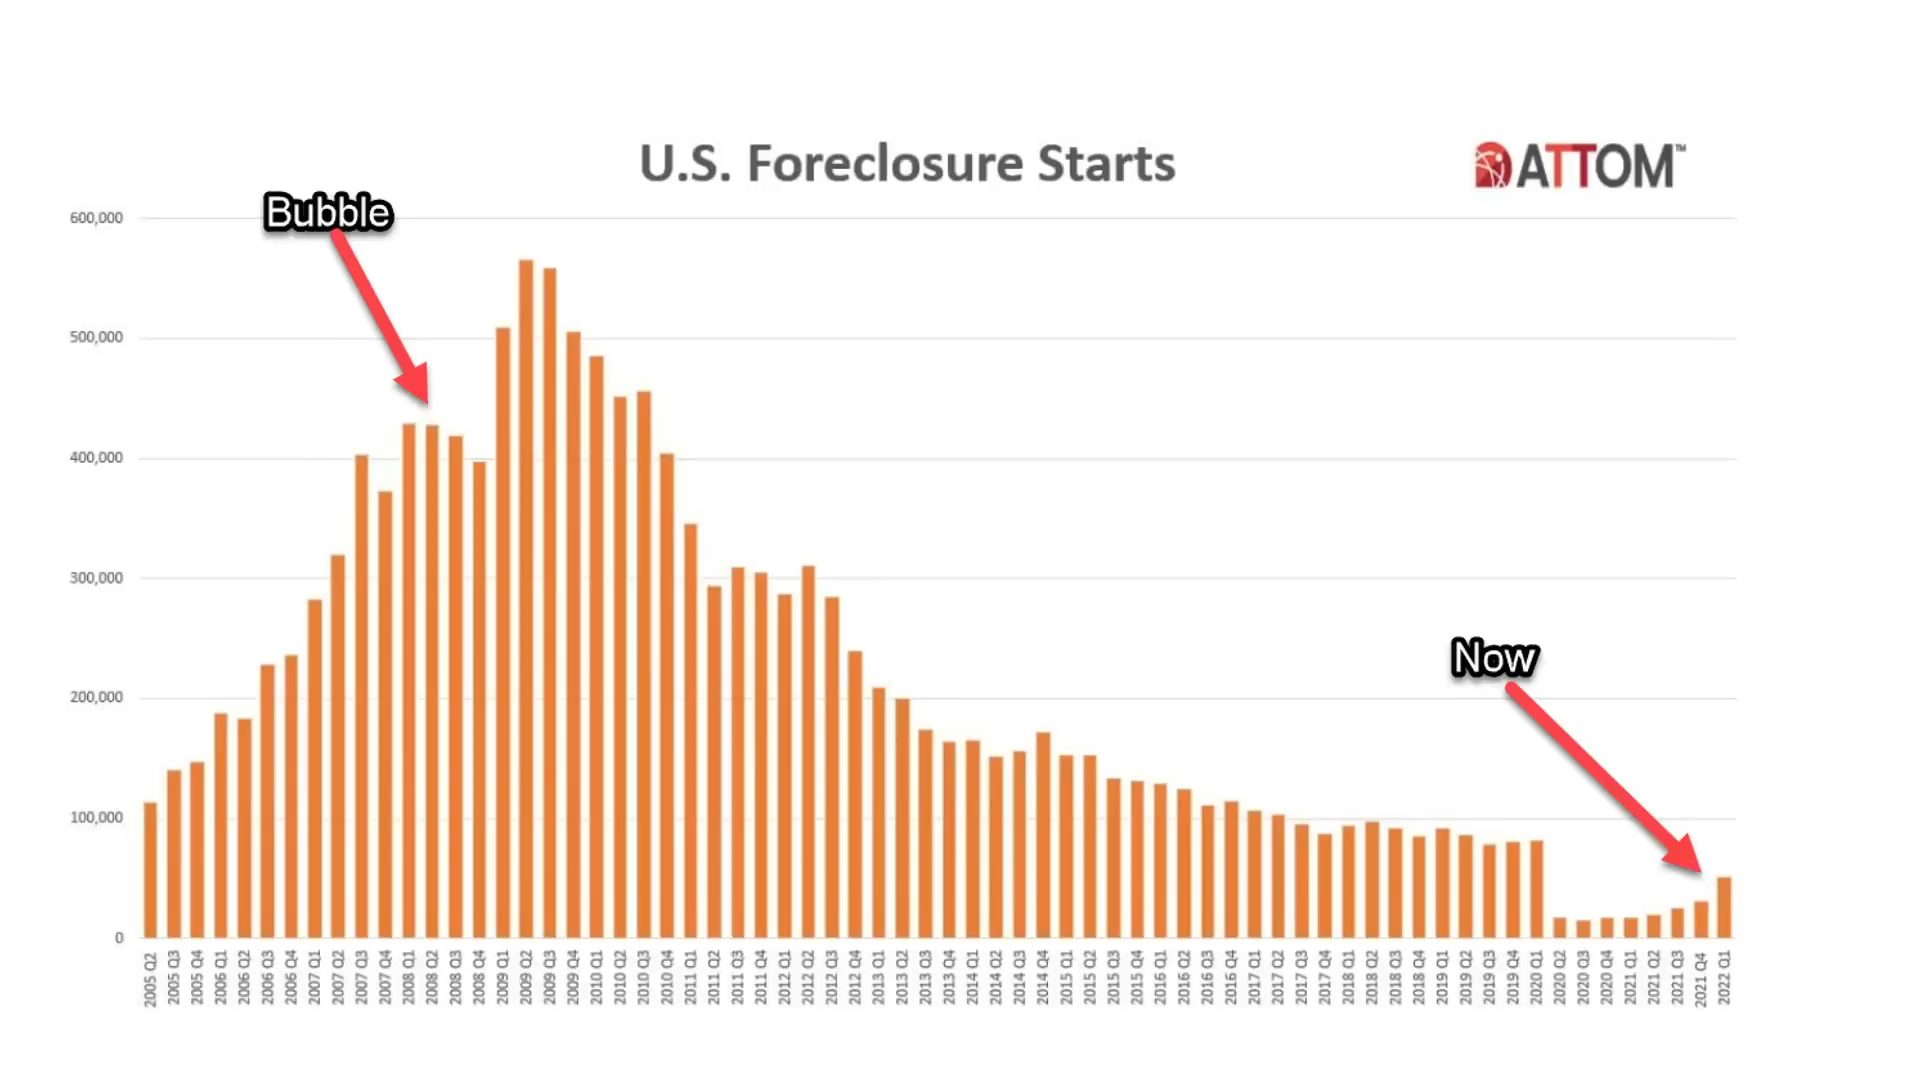 U.S. Foreclosure Starts
ATTOM™
Bubble
Now
600,000
500,000
400,000
300,000
200,000
100,000
0
2005 Q2
2005 Q3
2005 Q4
2006 Q1
2006 Q2
2006 Q3
2006 Q4
2007 Q1
2007 Q2
2007 Q3
2007 Q4
2008 Q1
2008 Q2
2008 Q3
2008 Q4
2009 Q1
2009 Q2
2009 Q3
2009 Q4
2010 Q1
2010 Q2
2010 Q3
2010 Q4
2011 Q1
2011 Q2
2011 Q3
2011 Q4
2012 Q1
2012 Q2
2012 Q3
2012 Q4
2013 Q1
2013 Q2
2013 Q3
2013 Q4
2014 Q1
2014 Q2
2014 Q3
2014 Q4
2015 Q1
2015 Q2
2015 Q3
2015 Q4
2016 Q1
2016 Q2
2016 Q3
2016 Q4
2017 Q1
2017 Q2
2017 Q3
2017 Q4
2018 Q1
2018 Q2
2018 Q3
2018 Q4
2019 Q1
2019 Q2
2019 Q3
2019 Q4
2020 Q1
2020 Q2
2020 Q3
2020 Q4
2021 Q1
2021 Q2
2021 Q3
2021 Q4
2022 Q1